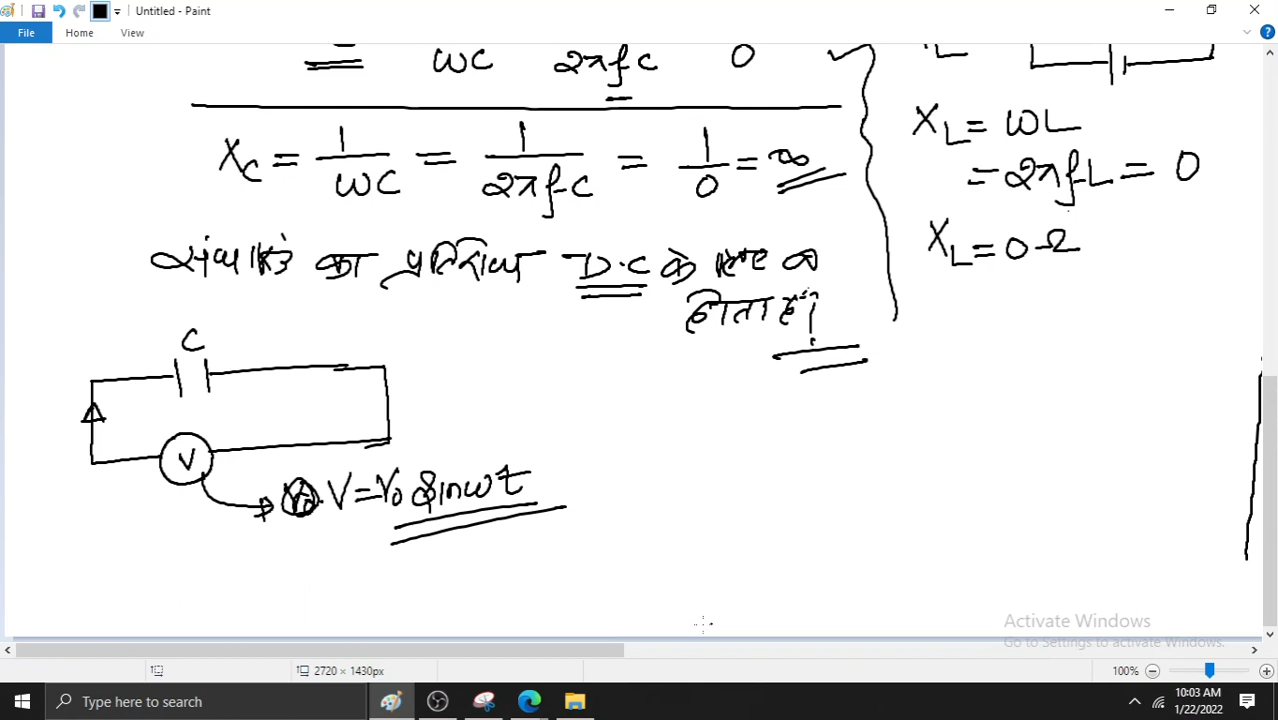 Untitled - Paint
File Home View
ωC 2πfC 0
X_C = 1/ωC = 1/2πfC = 1/0 = ∞
का D.C के
होता है।
C
V
V = V₀ Sinωt
L
X_L = ωL
= 2πfL = 0
X_L = 0 Ω
Activate Windows
Go to Settings to activate Windows.
2720 × 1430px
100%
Type here to search
10:03 AM
1/22/2022